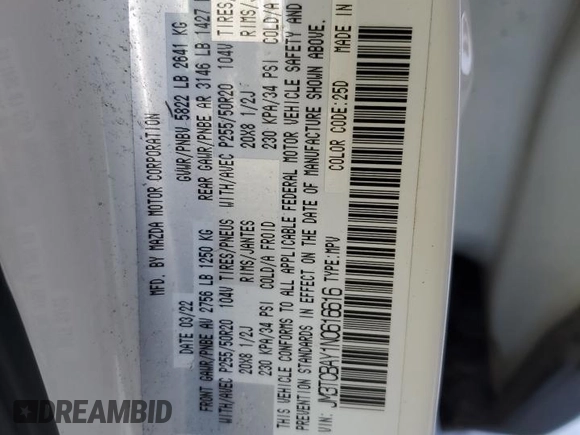 MFD. BY MAZDA MOTOR CORPORATION
DATE 03/22 GVWR/PNBV 5822 LB 2641 KG
FRONT GAWR/PNBE AV 2756 LB 1250 KG REAR GAWR/PNBE AR 3146 LB 1427
WITH/AVEC P255/50R20 104V TIRES/PNEUS WITH/AVEC P255/50R20 104V TIRES/
20X8 1/2J RIMS/JANTES 20X8 1/2J RIMS/
230 KPA/34 PSI COLD/A FROID 230 KPA/34 PSI COLD/A
THIS VEHICLE CONFORMS TO ALL APPLICABLE FEDERAL MOTOR VEHICLE SAFETY AND
PREVENTION STANDARDS IN EFFECT ON THE DATE OF MANUFACTURE SHOWN ABOVE.
VIN: JM3TCBAY1N0616616 TYPE:MPV COLOR CODE:25D MADE IN
DRIVERHISTORY